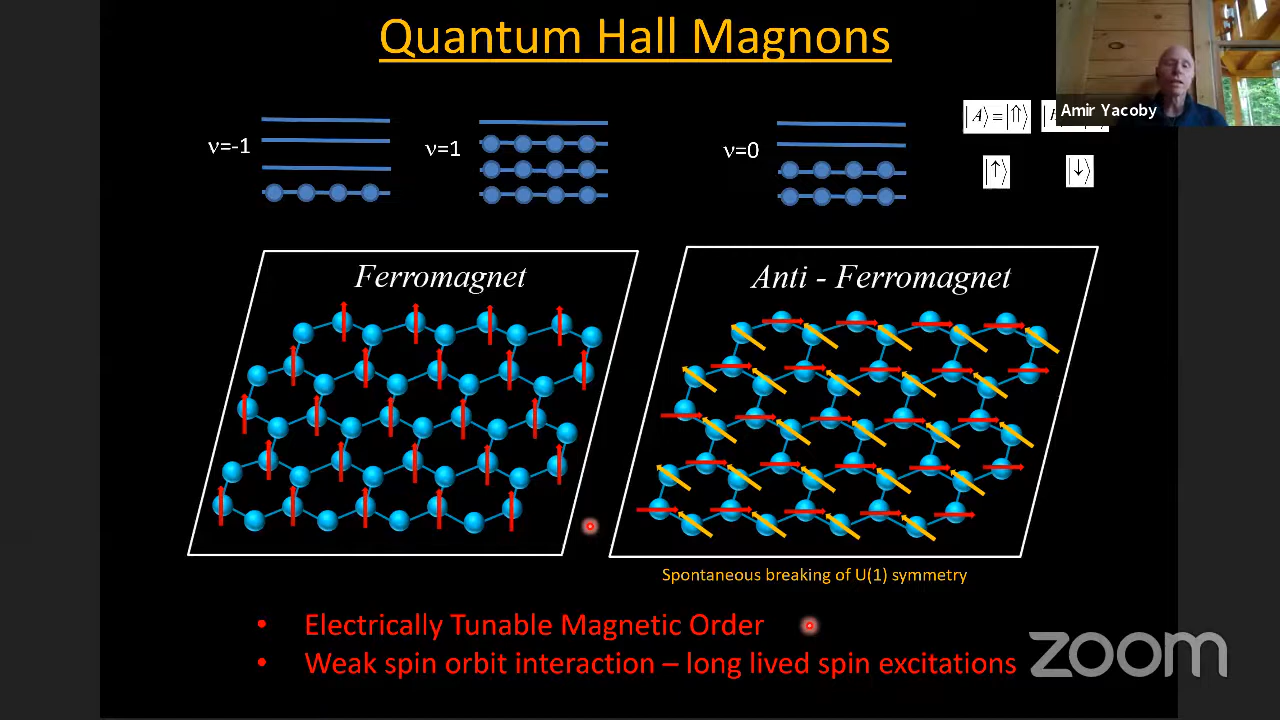 Quantum Hall Magnons
Amir Yacoby
|A⟩=|⇑⟩
ν=-1
ν=1
ν=0
|↑⟩
|↓⟩
Ferromagnet
Anti - Ferromagnet
Spontaneous breaking of U(1) symmetry
• Electrically Tunable Magnetic Order
• Weak spin orbit interaction – long lived spin excitations
zoom